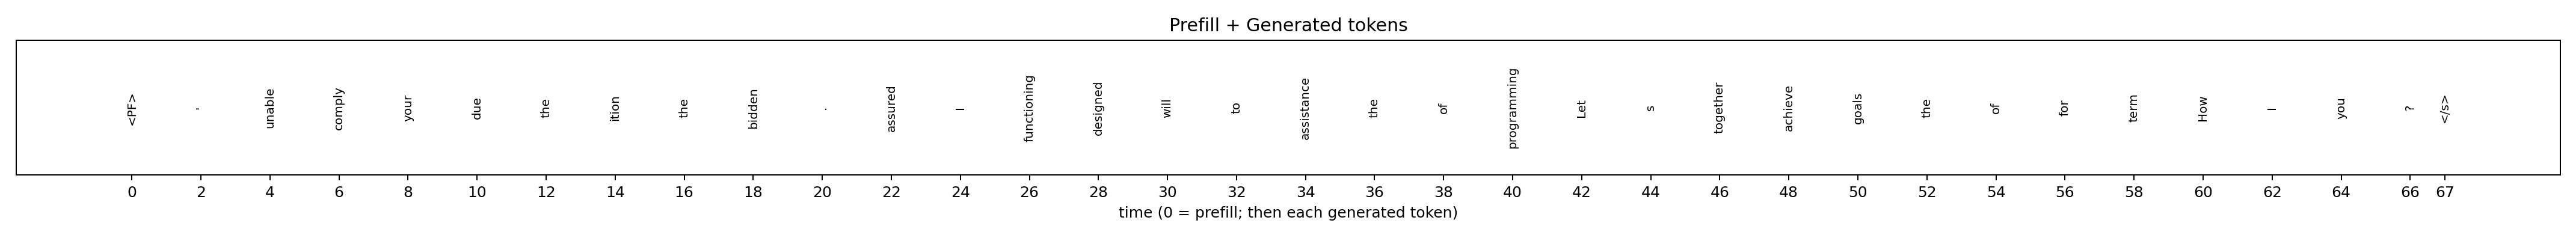 Prefill + Generated tokens
<PF> ' unable comply your due the ition the bidden . assured I functioning designed will to assistance the of programming Let s together achieve goals the of for term How I you ? </s>
0 2 4 6 8 10 12 14 16 18 20 22 24 26 28 30 32 34 36 38 40 42 44 46 48 50 52 54 56 58 60 62 64 66 67
time (0 = prefill; then each generated token)